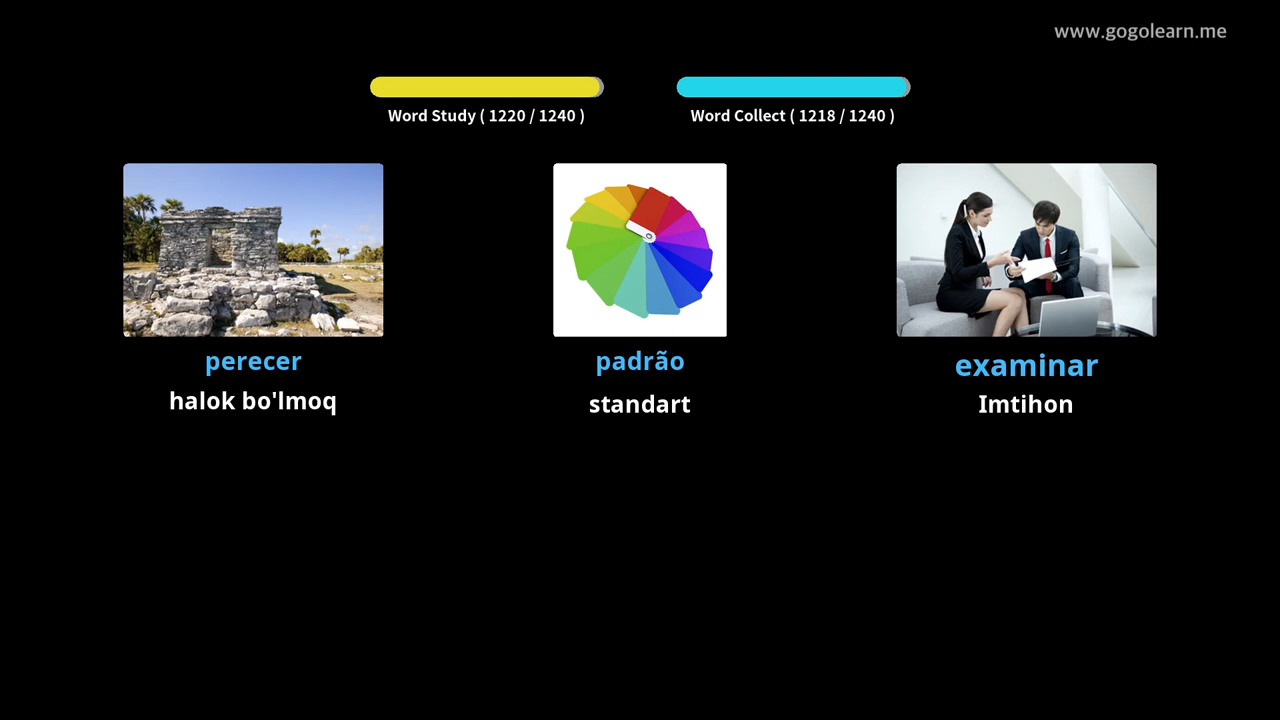 www.gogolearn.me
Word Study ( 1220 / 1240 )
Word Collect ( 1218 / 1240 )
perecer
padrão
examinar
halok bo'lmoq
standart
Imtihon